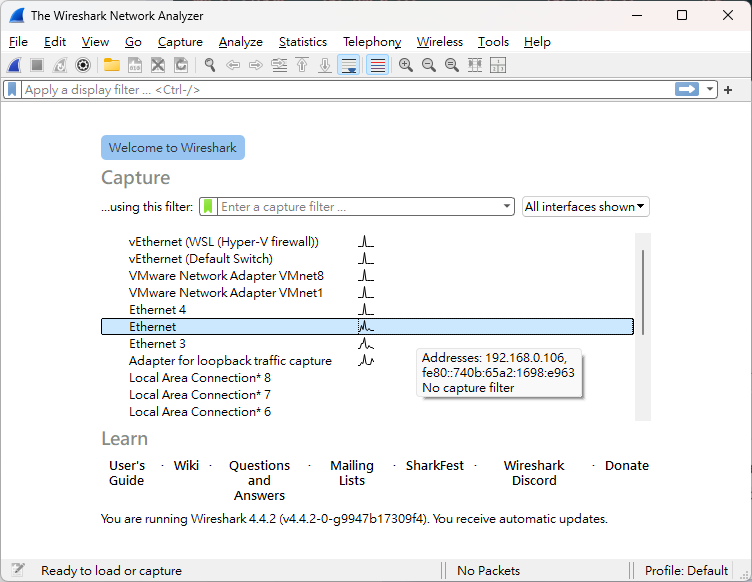 The Wireshark Network Analyzer
File Edit View Go Capture Analyze Statistics Telephony Wireless Tools Help
Apply a display filter ... <Ctrl-/>
Welcome to Wireshark
Capture
...using this filter: Enter a capture filter ... All interfaces shown
vEthernet (WSL (Hyper-V firewall))
vEthernet (Default Switch)
VMware Network Adapter VMnet8
VMware Network Adapter VMnet1
Ethernet 4
Ethernet
Ethernet 3
Adapter for loopback traffic capture
Local Area Connection* 8
Local Area Connection* 7
Local Area Connection* 6
Addresses: 192.168.0.106,
fe80::740b:65a2:1698:e963
No capture filter
Learn
User's Guide · Wiki · Questions and Answers · Mailing Lists · SharkFest · Wireshark Discord · Donate
You are running Wireshark 4.4.2 (v4.4.2-0-g9947b17309f4). You receive automatic updates.
Ready to load or capture No Packets Profile: Default